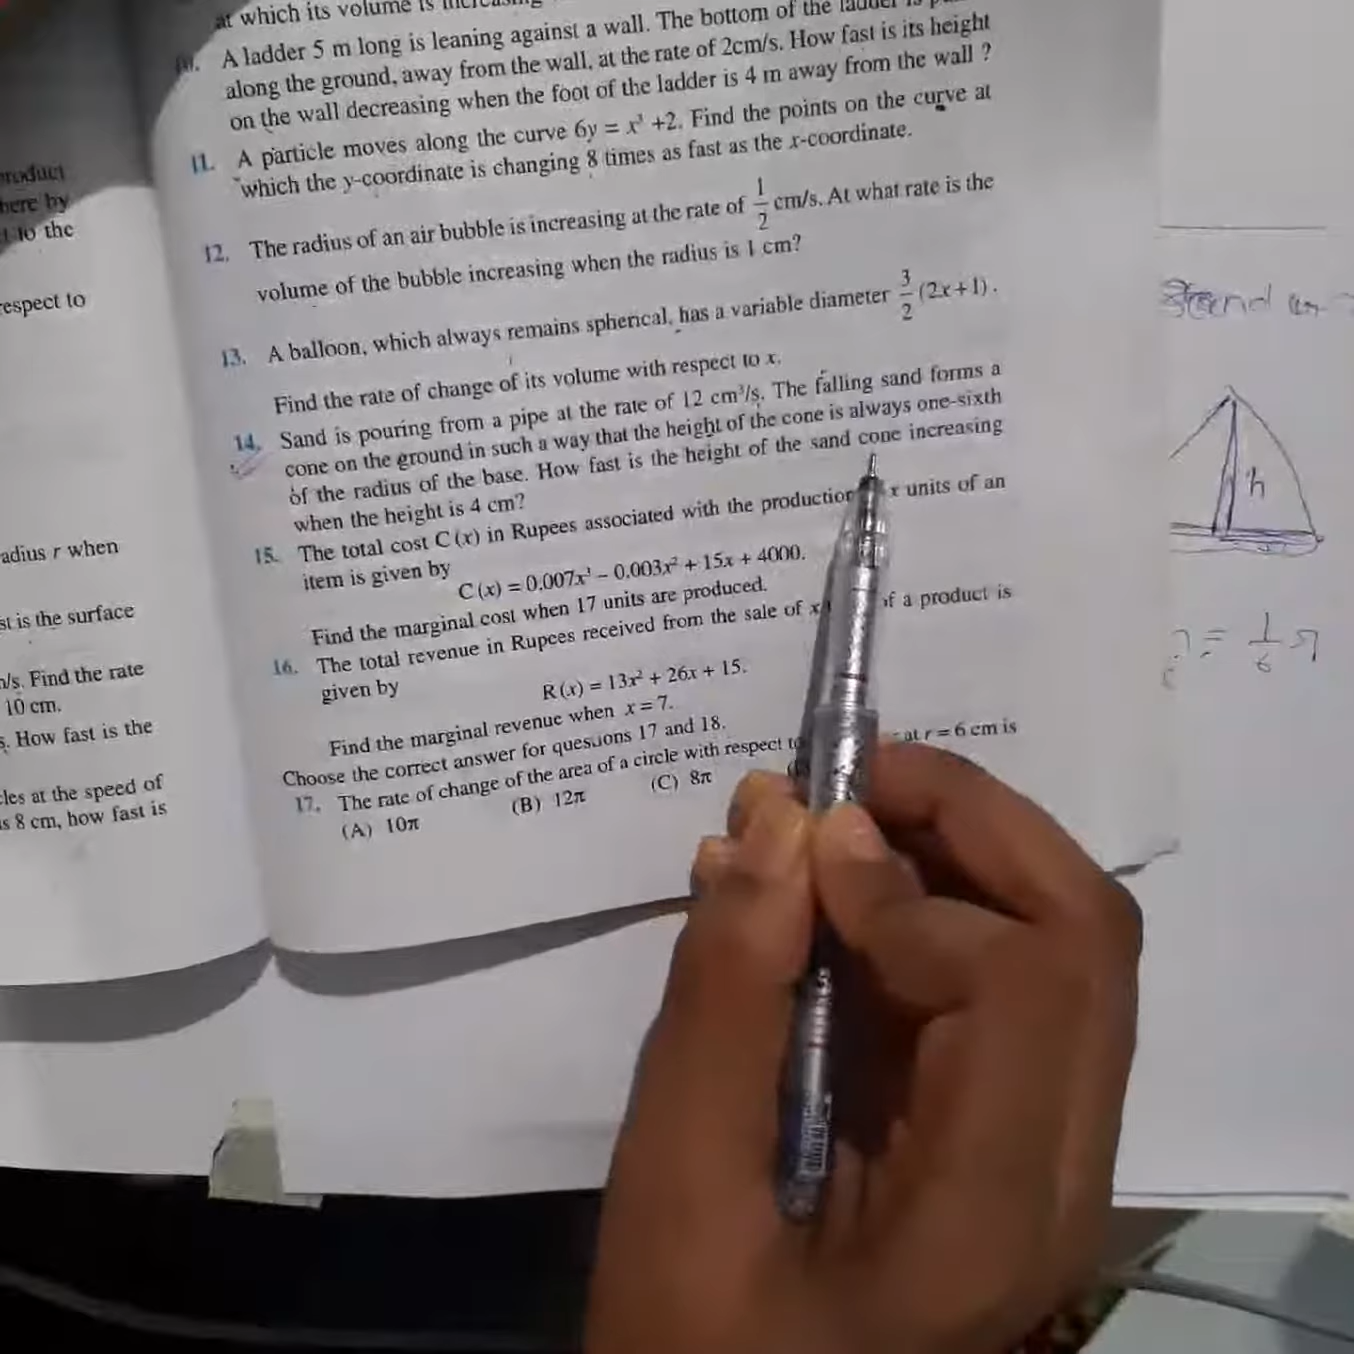 product
here by
to the
respect to
radius r when
st is the surface
/s. Find the rate
10 cm.
s. How fast is the
cles at the speed of
is 8 cm, how fast is
at which its volume is increasing
10. A ladder 5 m long is leaning against a wall. The bottom of the ladder is
along the ground, away from the wall, at the rate of 2cm/s. How fast is its height
on the wall decreasing when the foot of the ladder is 4 m away from the wall ?
11. A particle moves along the curve 6y = x³ +2. Find the points on the curve at
which the y-coordinate is changing 8 times as fast as the x-coordinate.
12. The radius of an air bubble is increasing at the rate of 1/2 cm/s. At what rate is the
volume of the bubble increasing when the radius is 1 cm?
13. A balloon, which always remains spherical, has a variable diameter 3/2 (2x+1).
Find the rate of change of its volume with respect to x.
14. Sand is pouring from a pipe at the rate of 12 cm³/s. The falling sand forms a
cone on the ground in such a way that the height of the cone is always one-sixth
of the radius of the base. How fast is the height of the sand cone increasing
when the height is 4 cm?
15. The total cost C (x) in Rupees associated with the production x units of an
item is given by
C (x) = 0.007x³ – 0.003x² + 15x + 4000.
Find the marginal cost when 17 units are produced.
16. The total revenue in Rupees received from the sale of x of a product is
given by
R (x) = 13x² + 26x + 15.
Find the marginal revenue when x = 7.
Choose the correct answer for questions 17 and 18.
17. The rate of change of the area of a circle with respect to at r = 6 cm is
(A) 10π (B) 12π (C) 8π
h
= 1/6 r